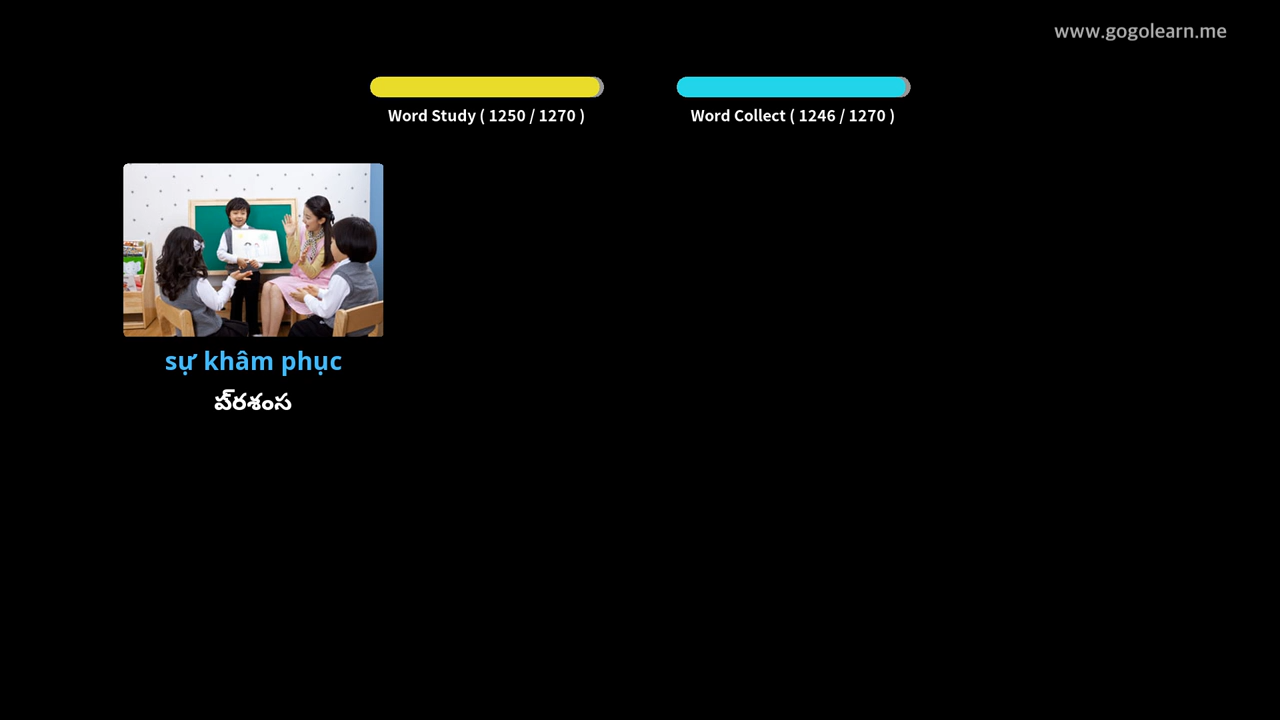 www.gogolearn.me
Word Study ( 1250 / 1270 )
Word Collect ( 1246 / 1270 )
sự khâm phục
ప్రశంస